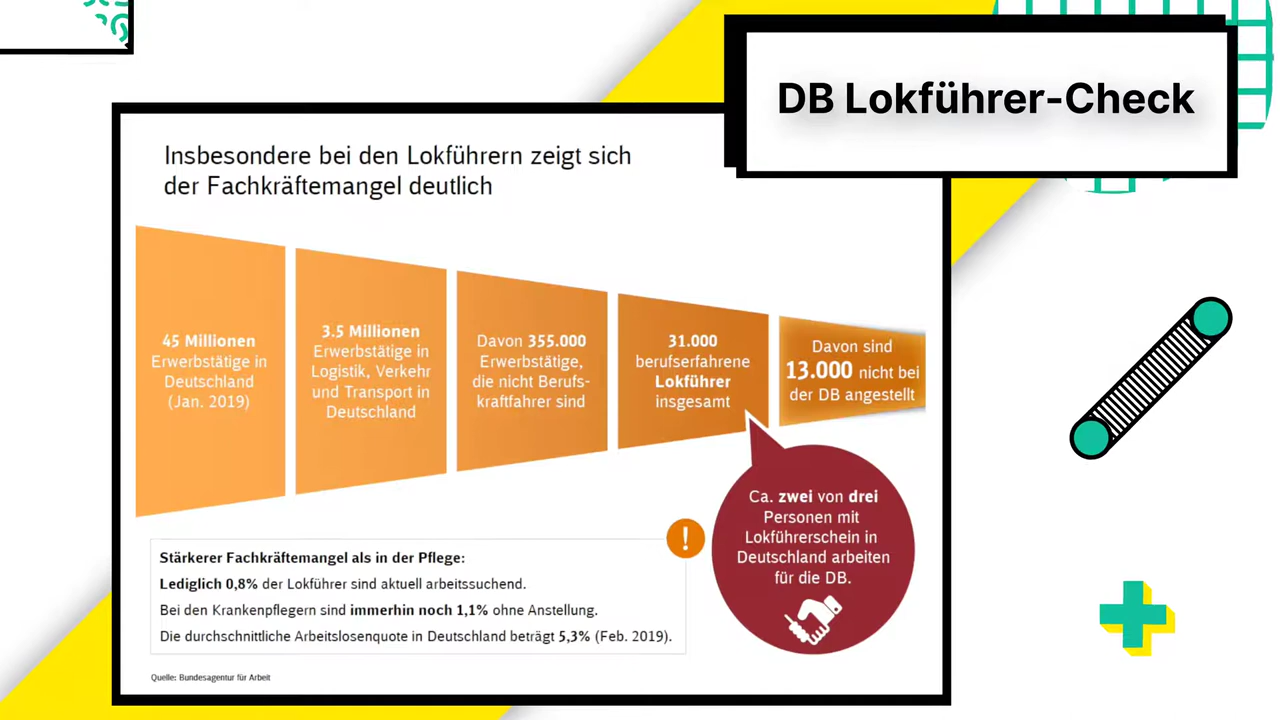 DB Lokführer-Check
Insbesondere bei den Lokführern zeigt sich
der Fachkräftemangel deutlich
45 Millionen
Erwerbstätige in
Deutschland
(Jan. 2019)
3.5 Millionen
Erwerbstätige in
Logistik, Verkehr
und Transport in
Deutschland
Davon 355.000
Erwerbstätige,
die nicht Berufs-
kraftfahrer sind
31.000
berufserfahrene
Lokführer
insgesamt
Davon sind
13.000 nicht bei
der DB angestellt
Ca. zwei von drei
Personen mit
Lokführerschein in
Deutschland arbeiten
für die DB.
!
Stärkerer Fachkräftemangel als in der Pflege:
Lediglich 0,8% der Lokführer sind aktuell arbeitssuchend.
Bei den Krankenpflegern sind immerhin noch 1,1% ohne Anstellung.
Die durchschnittliche Arbeitslosenquote in Deutschland beträgt 5,3% (Feb. 2019).
Quelle: Bundesagentur für Arbeit